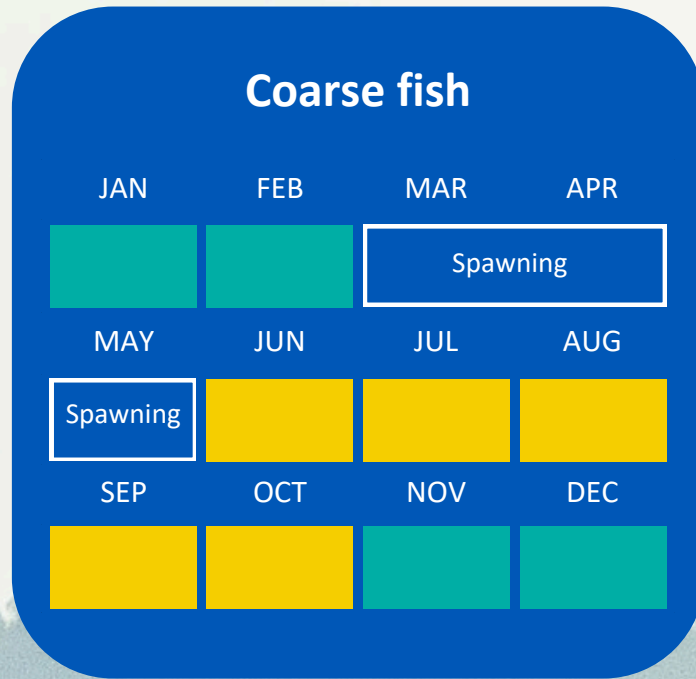 Coarse fish
JAN FEB MAR APR
Spawning
MAY JUN JUL AUG
Spawning
SEP OCT NOV DEC